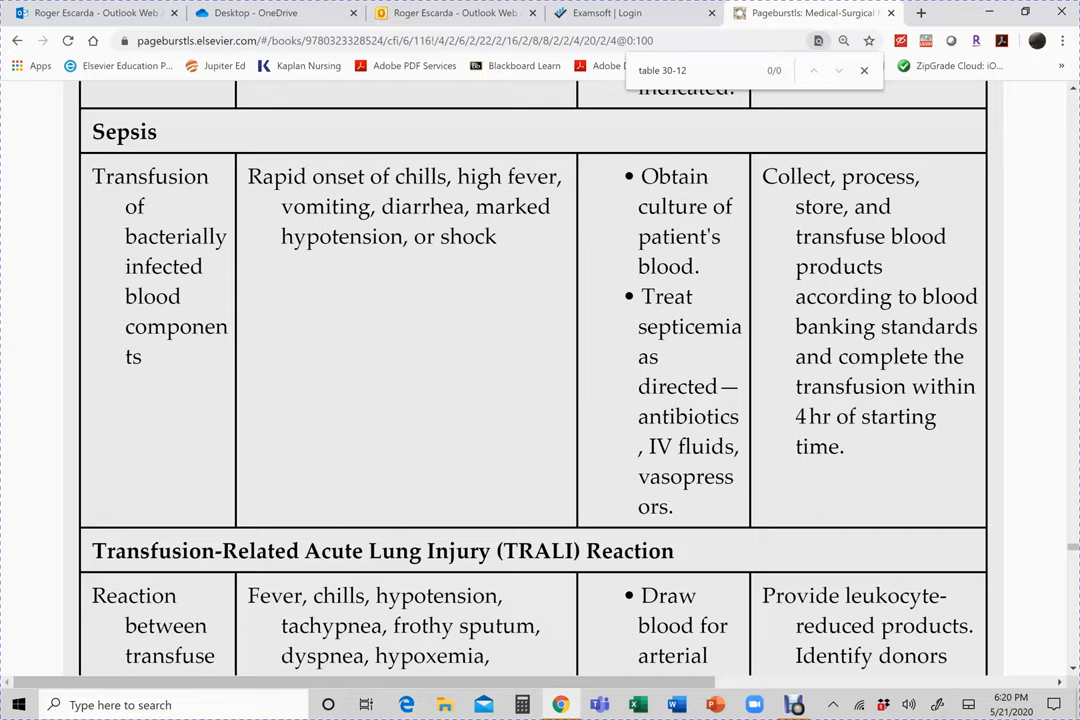 Roger Escarda - Outlook Web
Desktop - OneDrive
Roger Escarda - Outlook Web
Examsoft | Login
Pageburstls: Medical-Surgical
pageburstls.elsevier.com/#/books/9780323328524/cfi/6/116!/4/2/6/2/22/2/16/2/8/8/2/2/4/20/2/4@0:100
Apps
Elsevier Education P...
Jupiter Ed
Kaplan Nursing
Adobe PDF Services
Blackboard Learn
Adobe
ZipGrade Cloud: iO...
»
table 30-12
0/0
indicated.
Sepsis
Transfusion
of
bacterially
infected
blood
componen
ts
Rapid onset of chills, high fever,
vomiting, diarrhea, marked
hypotension, or shock
• Obtain
culture of
patient's
blood.
• Treat
septicemia
as
directed—
antibiotics
, IV fluids,
vasopress
ors.
Collect, process,
store, and
transfuse blood
products
according to blood
banking standards
and complete the
transfusion within
4 hr of starting
time.
Transfusion-Related Acute Lung Injury (TRALI) Reaction
Reaction
between
transfuse
Fever, chills, hypotension,
tachypnea, frothy sputum,
dyspnea, hypoxemia,
• Draw
blood for
arterial
Provide leukocyte-
reduced products.
Identify donors
Type here to search
6:20 PM
5/21/2020